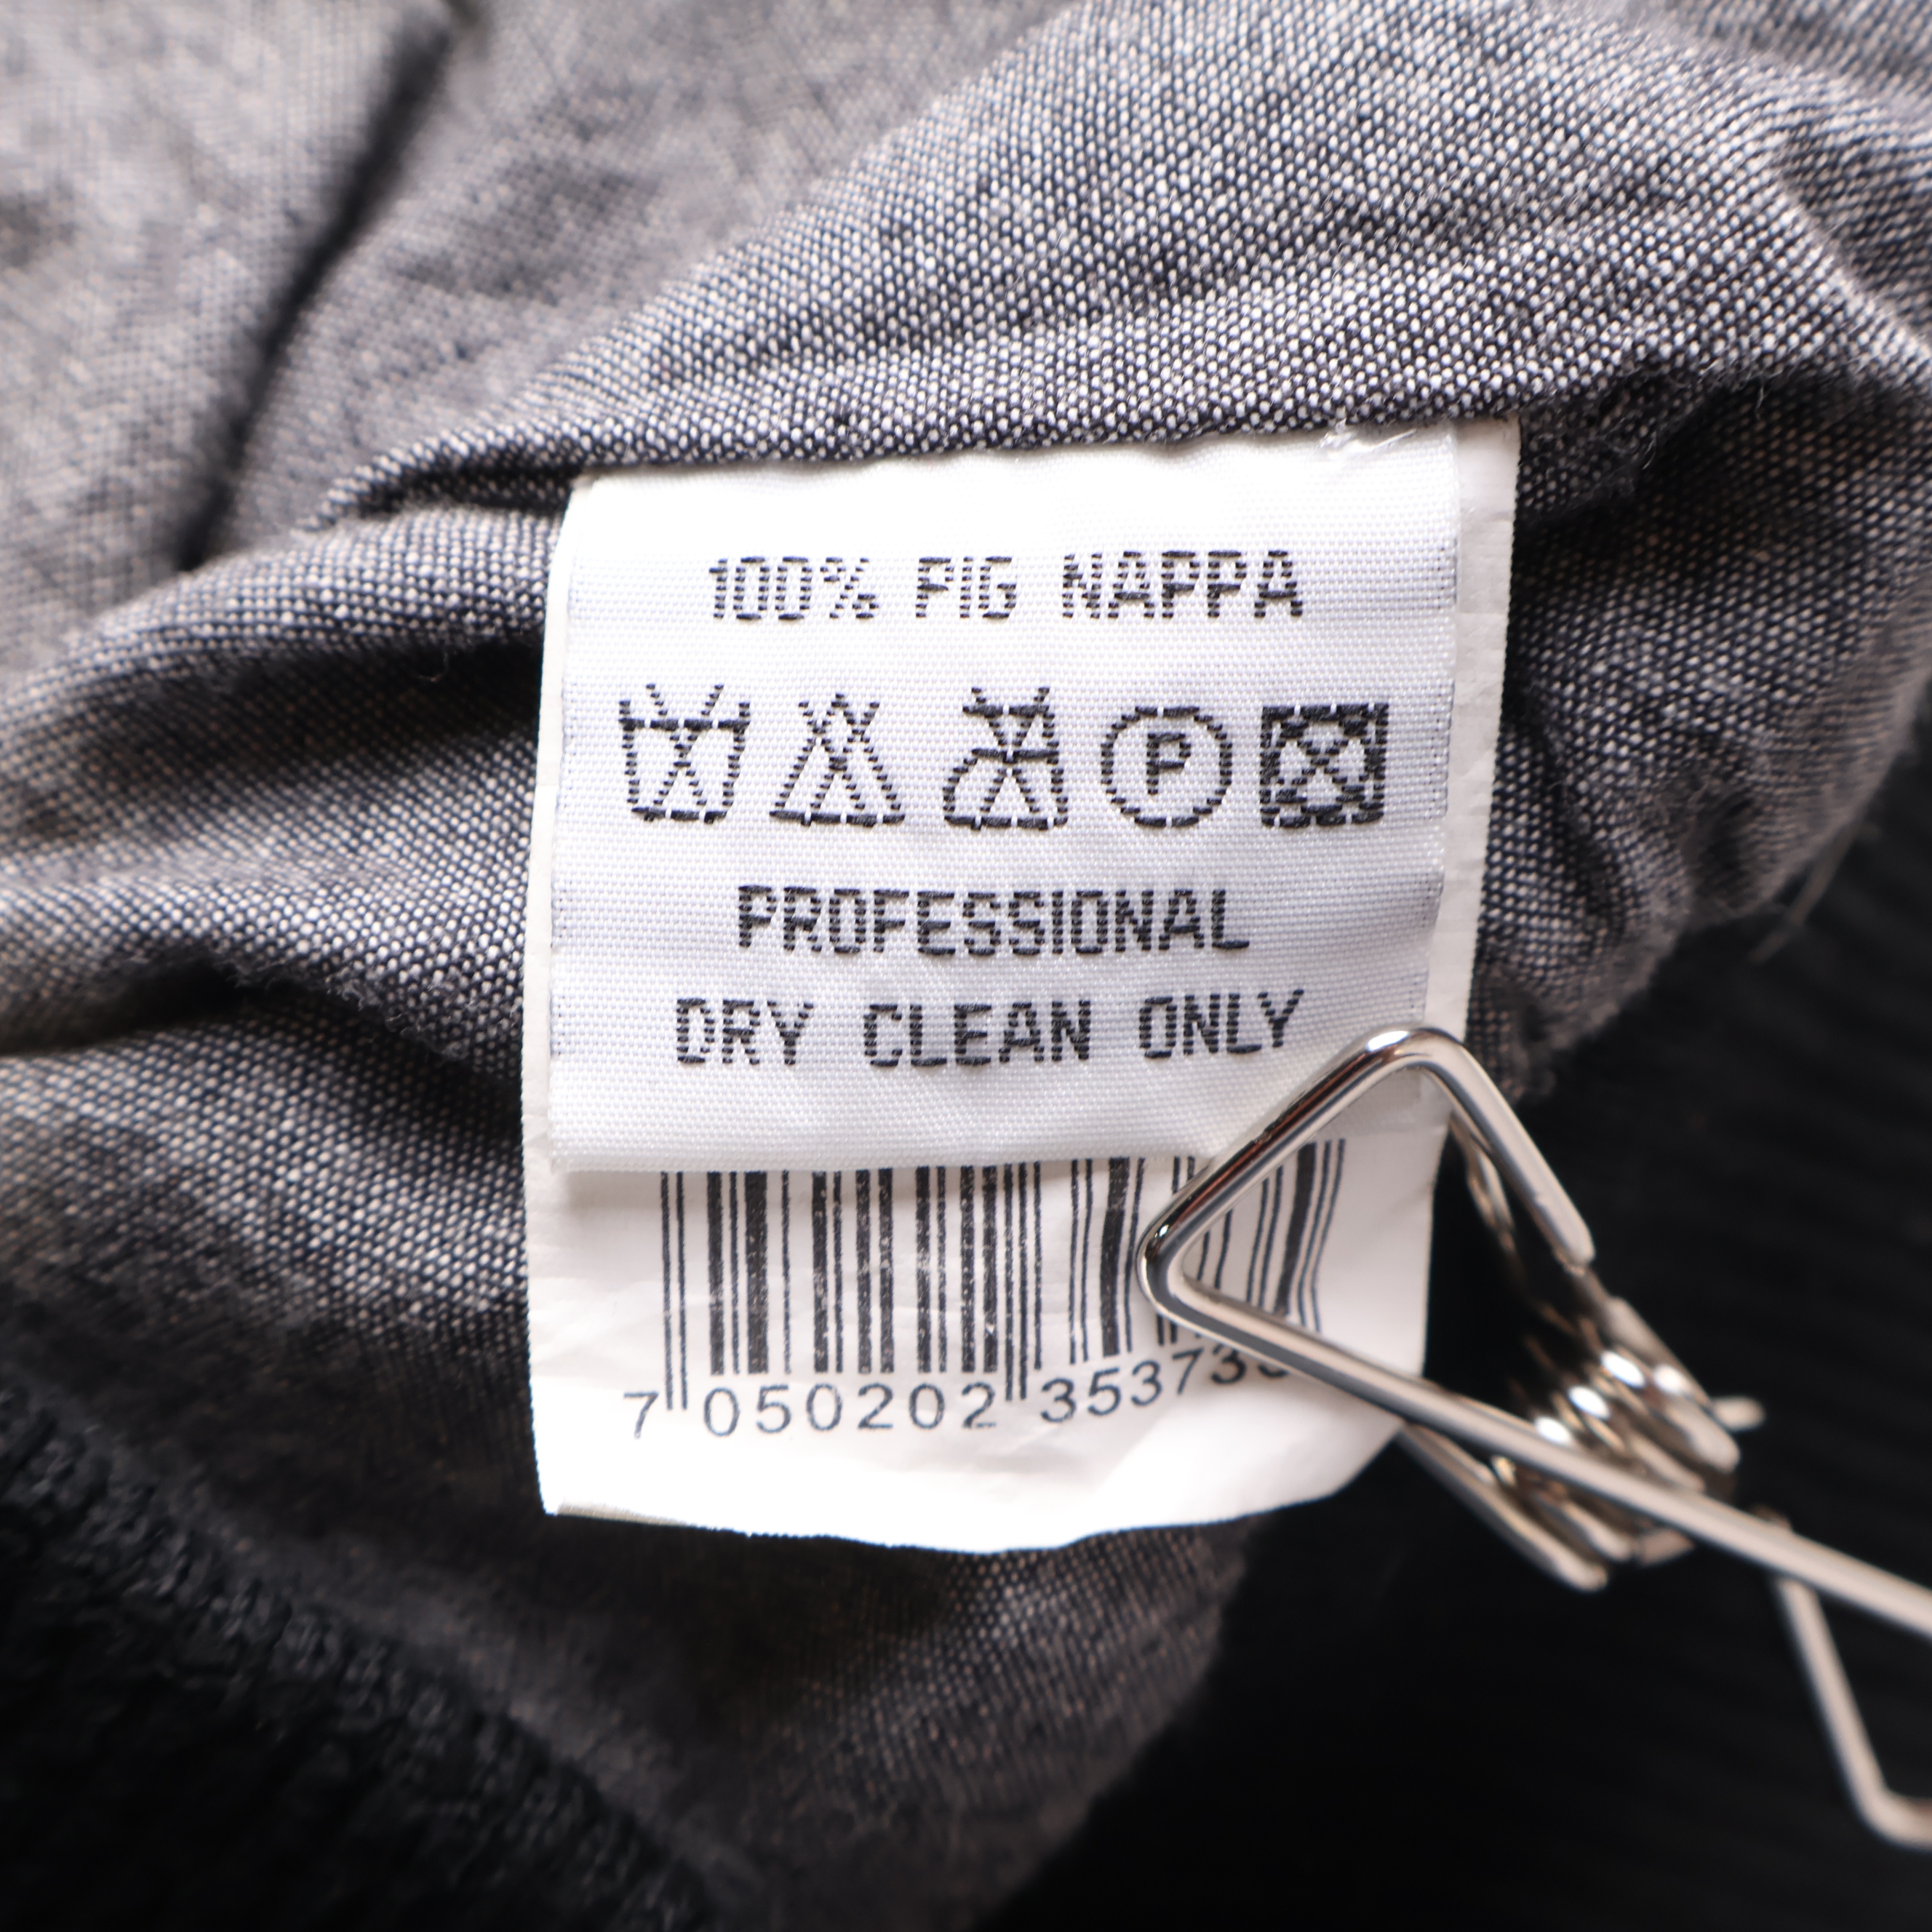 100% PIG NAPPA
P
PROFESSIONAL
DRY CLEAN ONLY
7 050202 35373